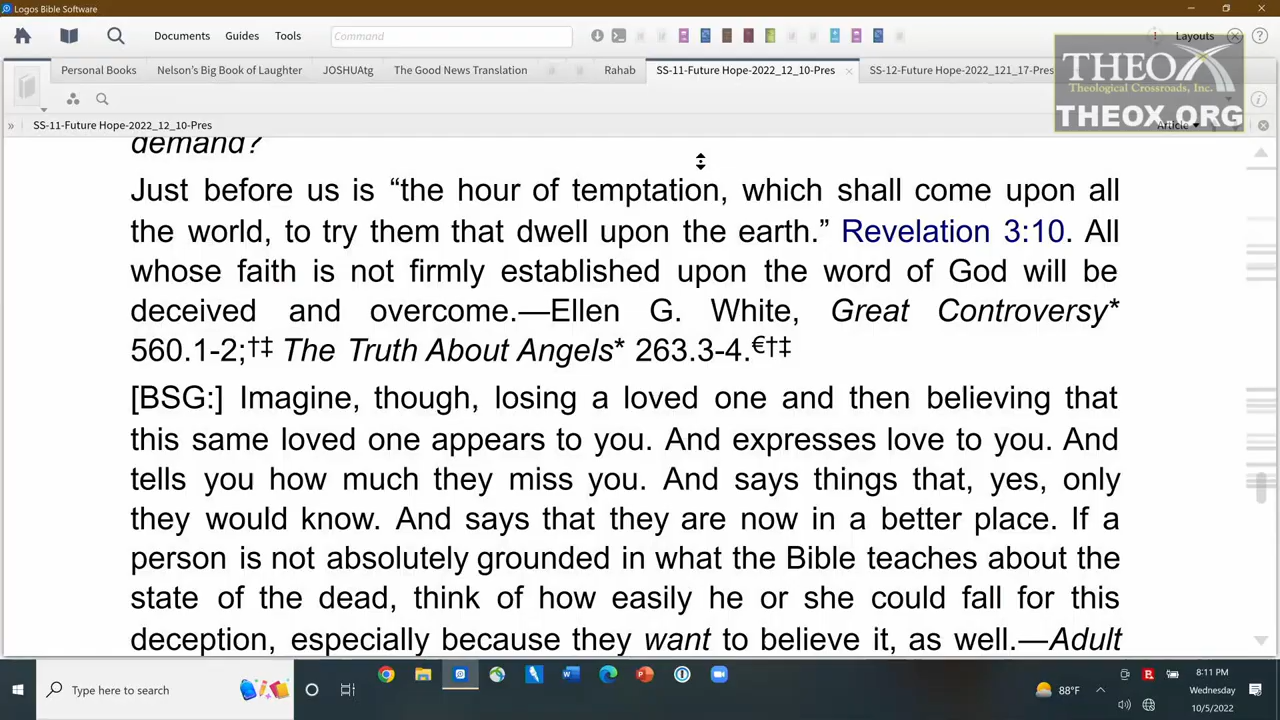 Logos Bible Software
Documents Guides Tools Command Layouts
Personal Books Nelson's Big Book of Laughter JOSHUAtg The Good News Translation Rahab SS-11-Future Hope-2022_12_10-Pres SS-12-Future Hope-2022_121_17-Pres
THEOX
Theological Crossroads, Inc.
THEOX.ORG
SS-11-Future Hope-2022_12_10-Pres Article
demand?
Just before us is “the hour of temptation, which shall come upon all
the world, to try them that dwell upon the earth.” Revelation 3:10. All
whose faith is not firmly established upon the word of God will be
deceived and overcome.—Ellen G. White, Great Controversy*
560.1-2;†‡ The Truth About Angels* 263.3-4.€†‡
[BSG:] Imagine, though, losing a loved one and then believing that
this same loved one appears to you. And expresses love to you. And
tells you how much they miss you. And says things that, yes, only
they would know. And says that they are now in a better place. If a
person is not absolutely grounded in what the Bible teaches about the
state of the dead, think of how easily he or she could fall for this
deception, especially because they want to believe it, as well.—Adult
Type here to search
88°F
8:11 PM
Wednesday
10/5/2022